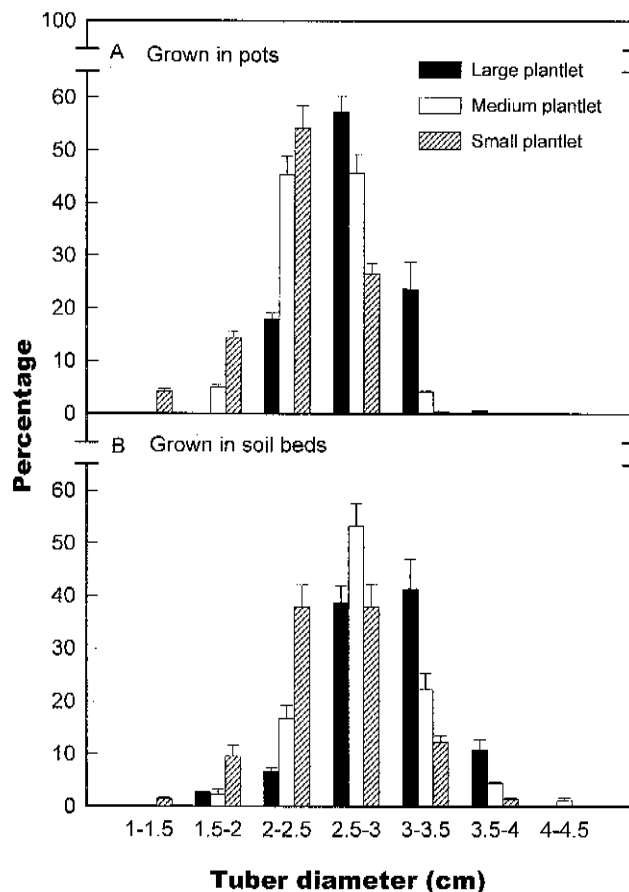 100
A Grown in pots
Large plantlet
Medium plantlet
Small plantlet
60
50
40
30
20
10
0
B Grown in soil beds
60
50
40
30
20
10
0
Percentage
1-1.5 1.5-2 2-2.5 2.5-3 3-3.5 3.5-4 4-4.5
Tuber diameter (cm)